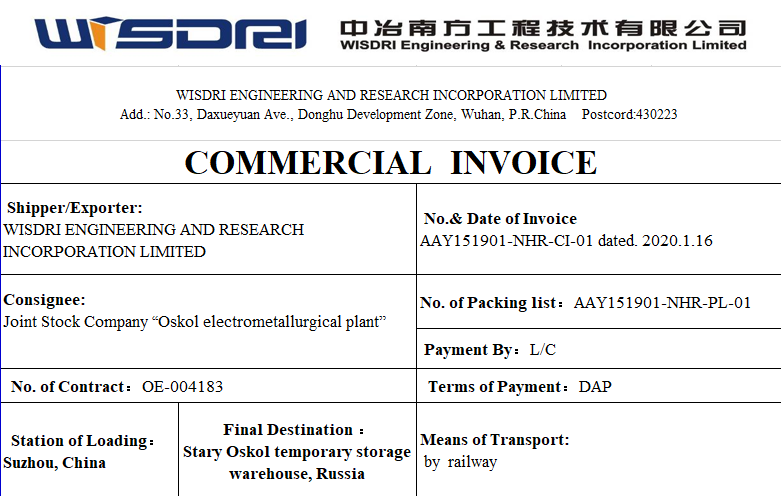 WISDRI 中冶南方工程技术有限公司
WISDRI Engineering & Research Incorporation Limited
WISDRI ENGINEERING AND RESEARCH INCORPORATION LIMITED
Add.: No.33, Daxueyuan Ave., Donghu Development Zone, Wuhan, P.R.China Postcord:430223
COMMERCIAL INVOICE
Shipper/Exporter:
WISDRI ENGINEERING AND RESEARCH
INCORPORATION LIMITED
No.& Date of Invoice
AAY151901-NHR-CI-01 dated. 2020.1.16
Consignee:
Joint Stock Company “Oskol electrometallurgical plant”
No. of Packing list：AAY151901-NHR-PL-01
Payment By：L/C
No. of Contract：OE-004183
Terms of Payment：DAP
Station of Loading：
Suzhou, China
Final Destination：
Stary Oskol temporary storage
warehouse, Russia
Means of Transport:
by railway